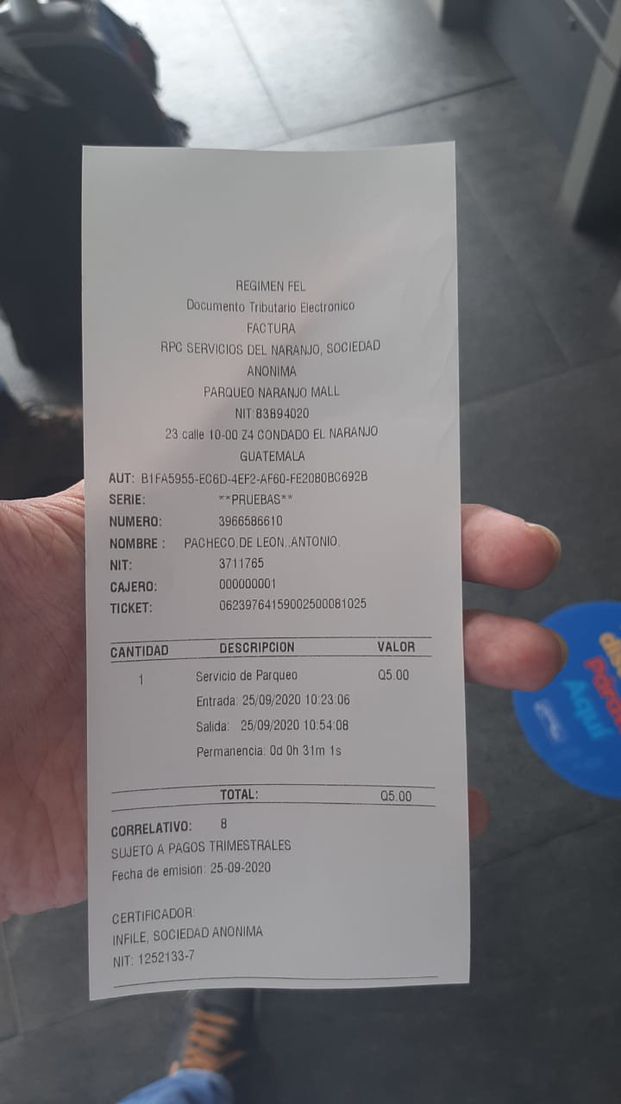 REGIMEN FEL
Documento Tributario Electronico
FACTURA
RPC SERVICIOS DEL NARANJO, SOCIEDAD
ANONIMA
PARQUEO NARANJO MALL
NIT:83894020
23 calle 10-00 Z4 CONDADO EL NARANJO
GUATEMALA
AUT: B1FA5955-EC6D-4EF2-AF60-FE2080BC692B
SERIE: **PRUEBAS**
NUMERO: 3966586610
NOMBRE : PACHECO,DE LEON,,ANTONIO,
NIT: 3711765
CAJERO: 000000001
TICKET: 06239764159002500081025
CANTIDAD DESCRIPCION VALOR
1 Servicio de Parqueo Q5.00
Entrada: 25/09/2020 10:23:06
Salida: 25/09/2020 10:54:08
Permanencia: 0d 0h 31m 1s
TOTAL: Q5.00
CORRELATIVO: 8
SUJETO A PAGOS TRIMESTRALES
Fecha de emision: 25-09-2020
CERTIFICADOR:
INFILE, SOCIEDAD ANONIMA
NIT: 1252133-7
Aquí